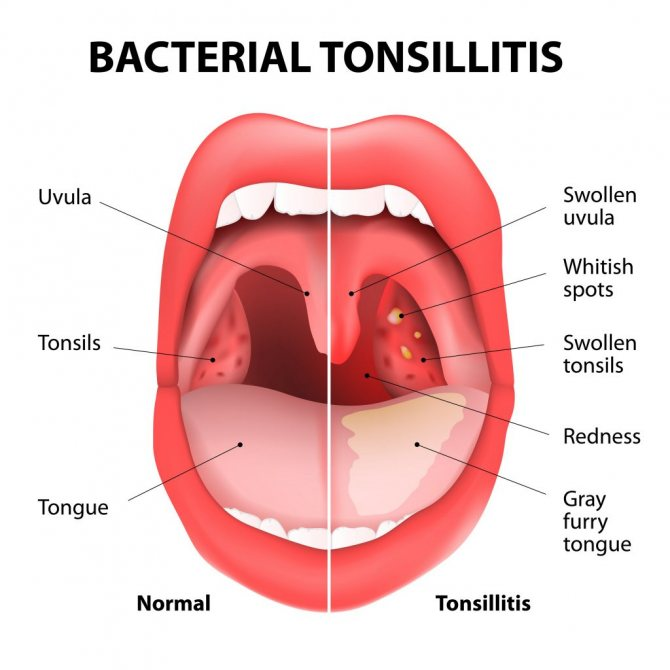 BACTERIAL TONSILLITIS
Uvula
Tonsils
Tongue
Swollen
uvula
Whitish
spots
Swollen
tonsils
Redness
Gray
furry
tongue
Normal
Tonsillitis